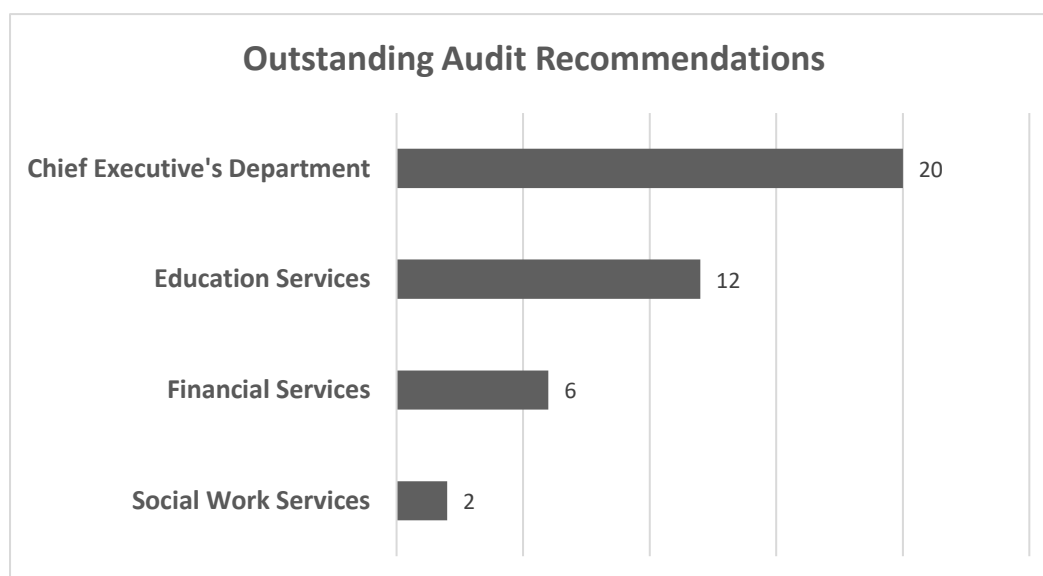 Outstanding Audit Recommendations
Chief Executive's Department
20
Education Services
12
Financial Services
6
Social Work Services
2